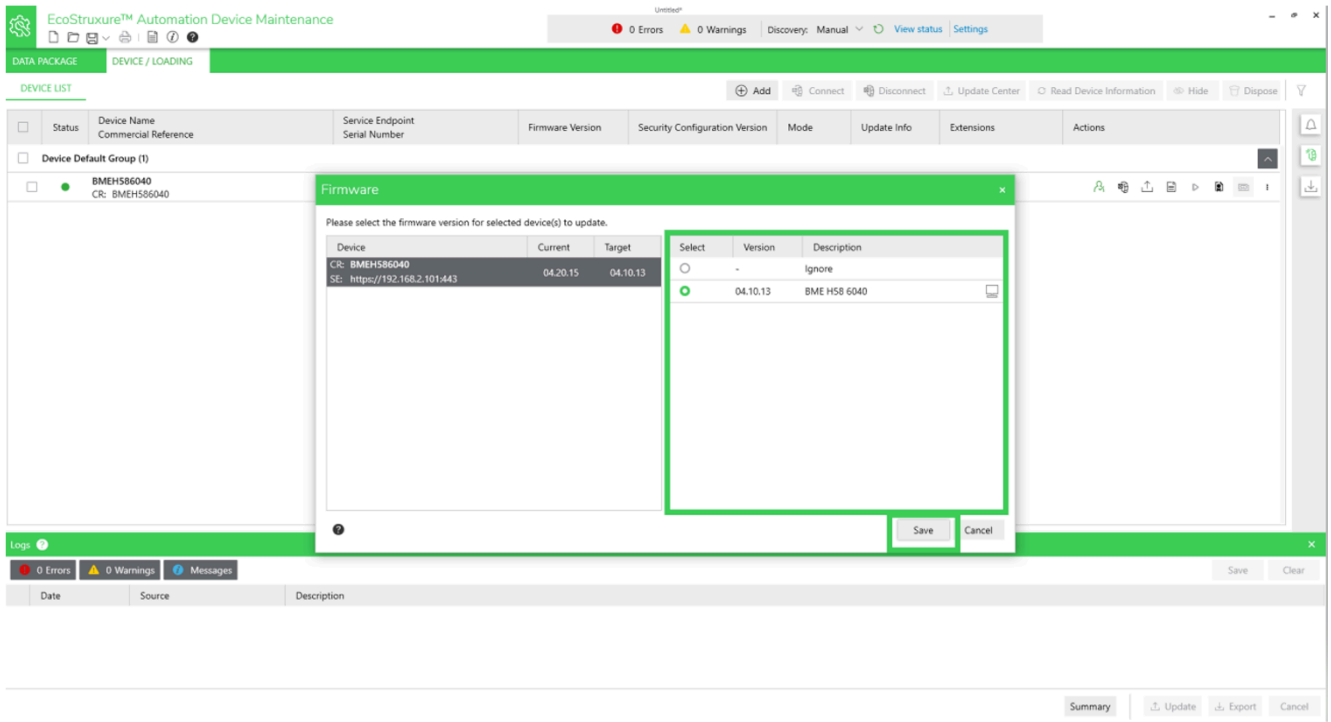 Untitled*
EcoStruxure™ Automation Device Maintenance
0 Errors 0 Warnings Discovery: Manual View status Settings
DATA PACKAGE DEVICE / LOADING
DEVICE LIST
Add Connect Disconnect Update Center Read Device Information Hide Dispose
Status Device Name Service Endpoint Firmware Version Security Configuration Version Mode Update Info Extensions Actions
Commercial Reference Serial Number
Device Default Group (1)
BMEH586040
CR: BMEH586040
Firmware
Please select the firmware version for selected device(s) to update.
Device Current Target Select Version Description
CR: BMEH586040 04.20.15 04.10.13
SE: https://192.168.2.101:443
- Ignore
04.10.13 BME H58 6040
Save Cancel
Logs
0 Errors 0 Warnings Messages Save Clear
Date Source Description
Summary Update Export Cancel